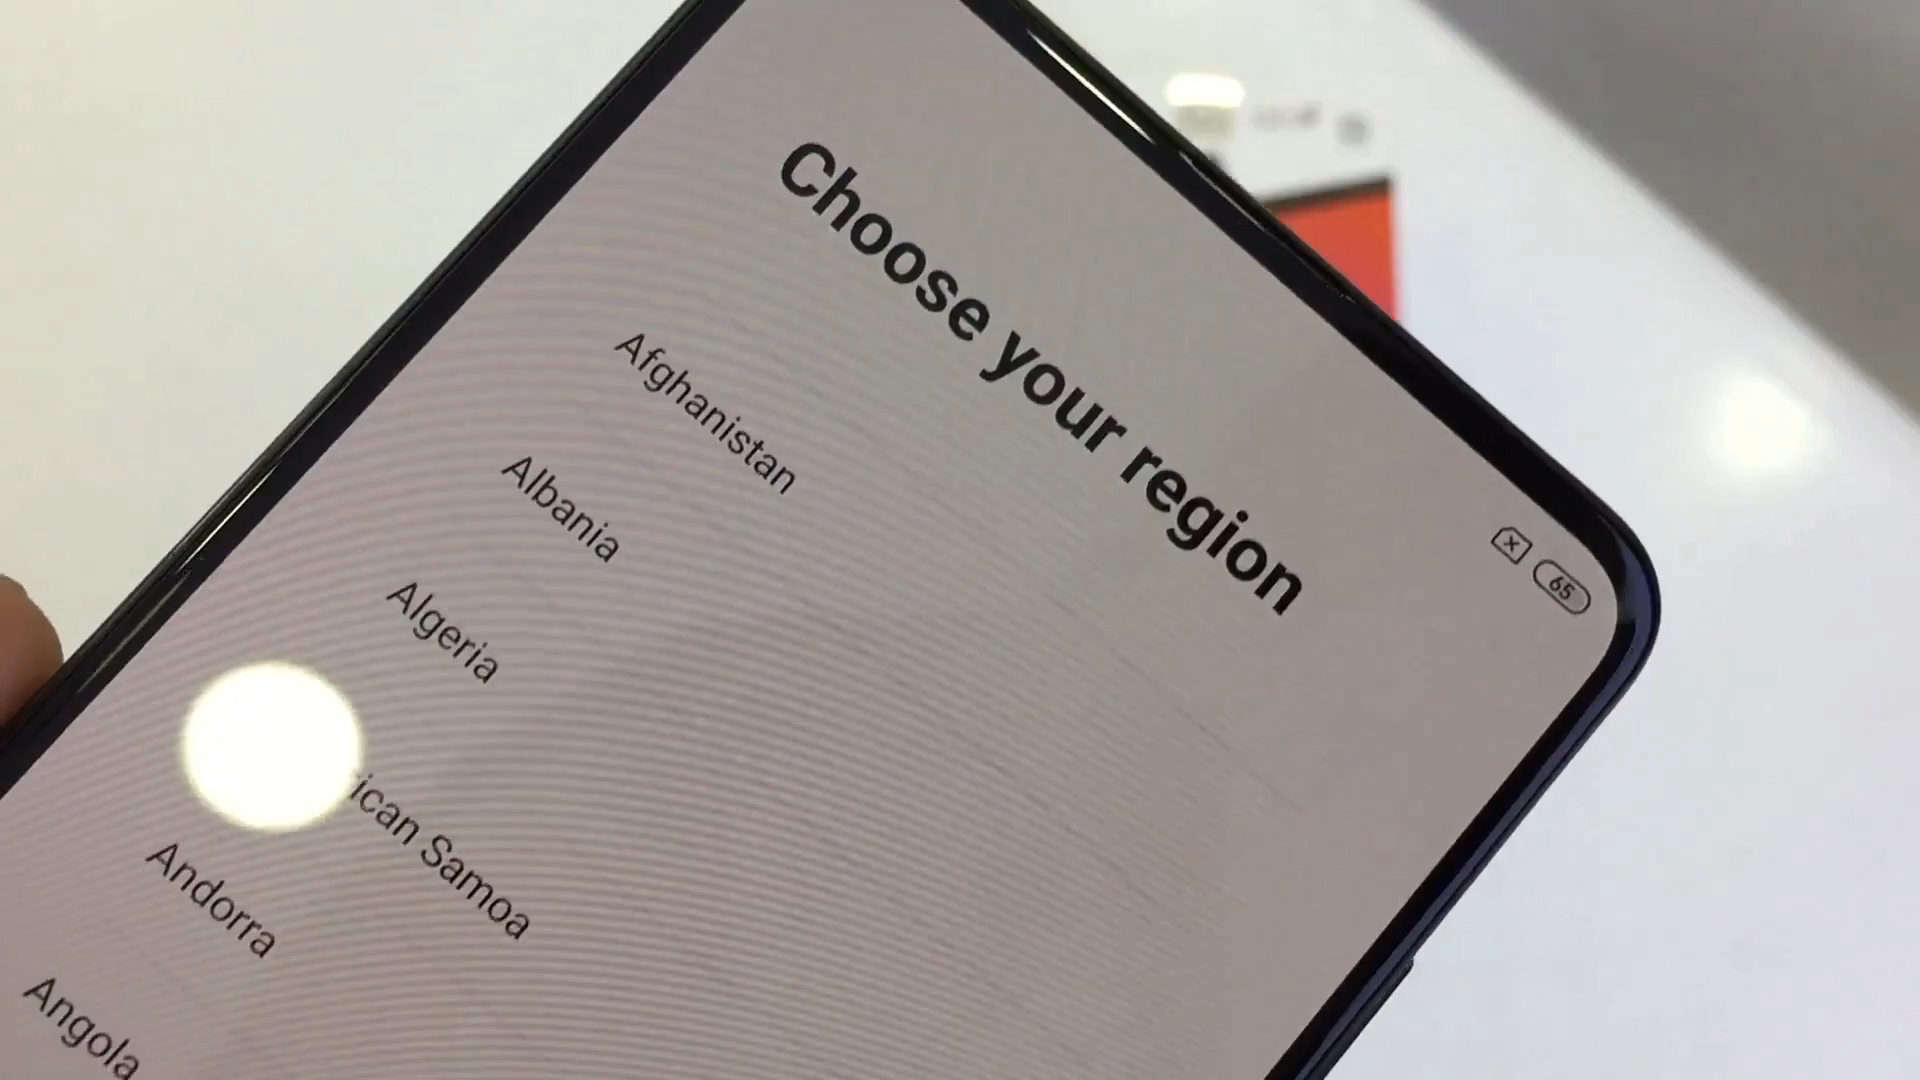 65
Choose your region
Afghanistan
Albania
Algeria
ican Samoa
Andorra
Angola